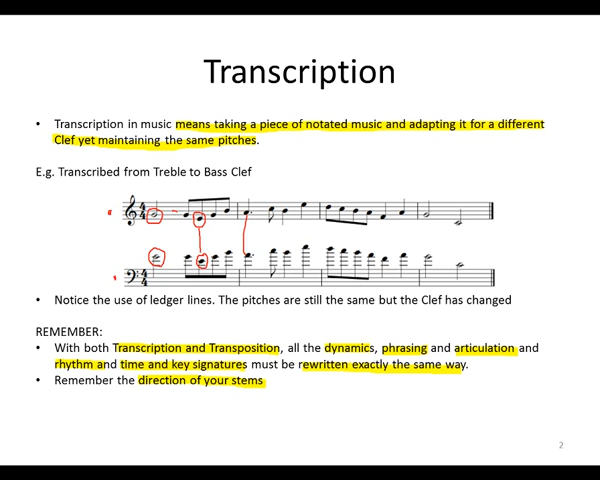 Transcription
• Transcription in music means taking a piece of notated music and adapting it for a different
Clef yet maintaining the same pitches.
E.g. Transcribed from Treble to Bass Clef
• Notice the use of ledger lines. The pitches are still the same but the Clef has changed
REMEMBER:
• With both Transcription and Transposition, all the dynamics, phrasing and articulation and
rhythm and time and key signatures must be rewritten exactly the same way.
• Remember the direction of your stems
2